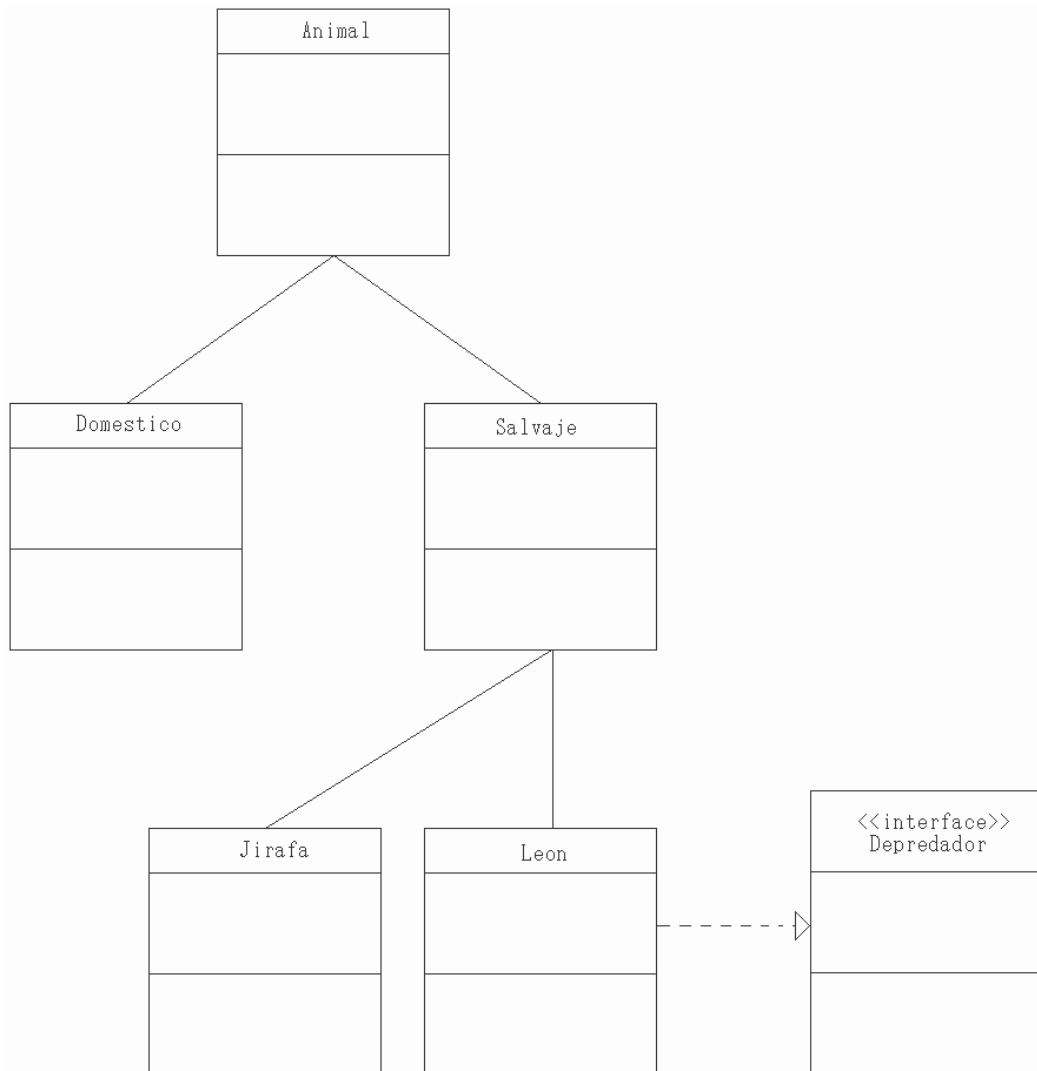 Animal
Domestico
Salvaje
Jirafa
Leon
<<interface>>
Depredador